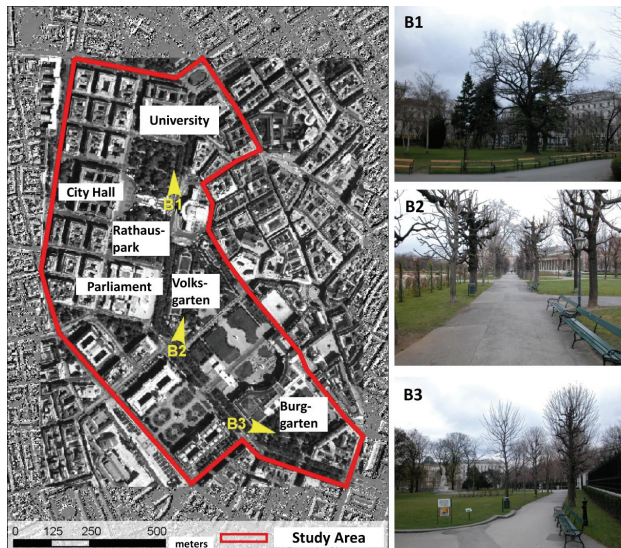 University
City Hall
B1
Rathaus-
park
Parliament
Volks-
garten
B2
Burg-
garten
B3
0 125 250 500
meters
Study Area
B1
B2
B3